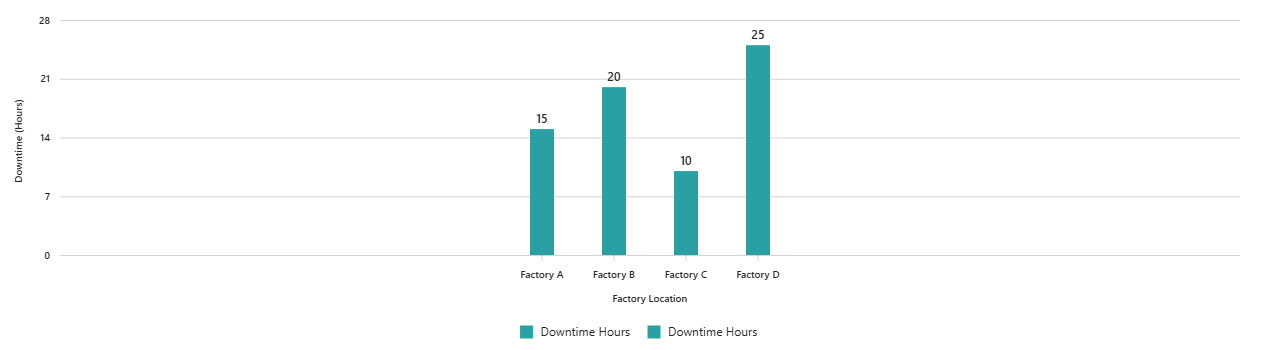 28
21
14
7
0
Downtime (Hours)
15
20
10
25
Factory A
Factory B
Factory C
Factory D
Factory Location
Downtime Hours
Downtime Hours